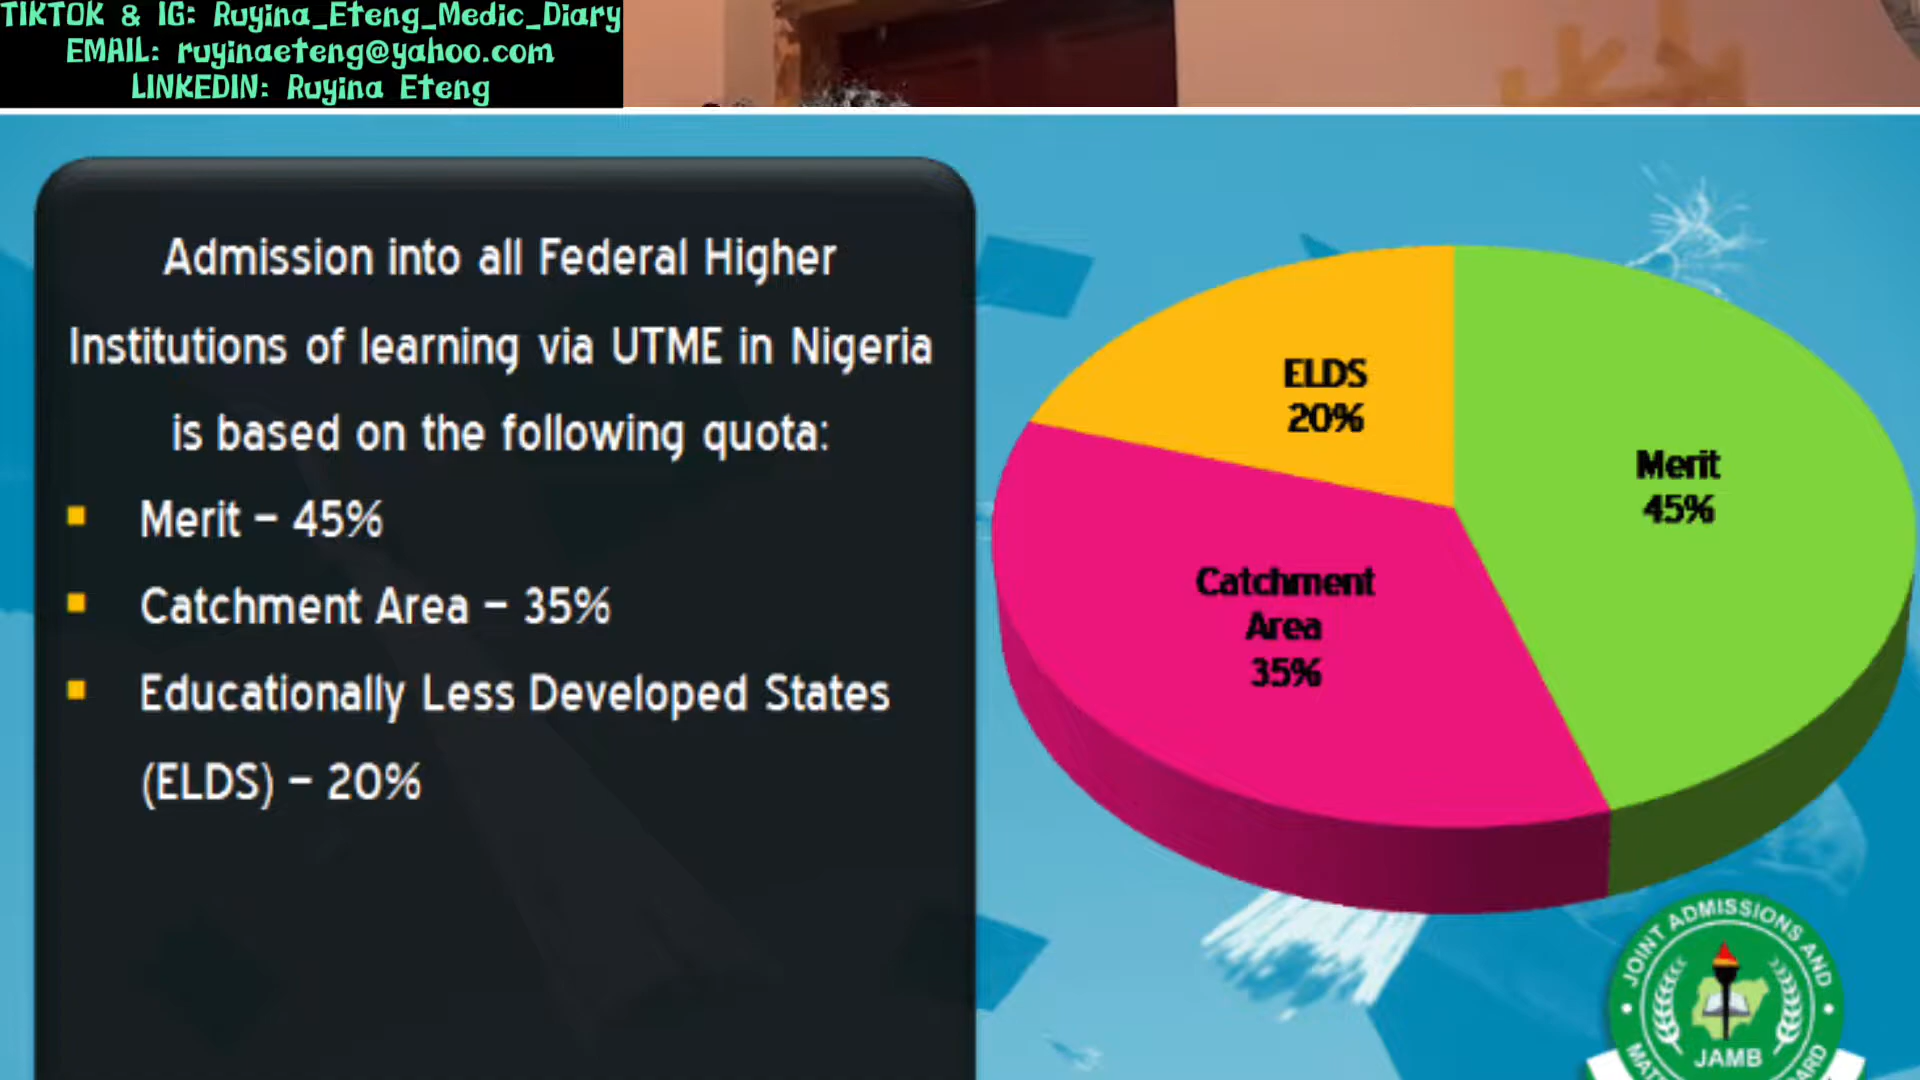 TIKTOK & IG: Ruyina_Eteng_Medic_Diary
EMAIL: ruyinaeteng@yahoo.com
LINKEDIN: Ruyina Eteng
Admission into all Federal Higher
Institutions of learning via UTME in Nigeria
is based on the following quota:
▪ Merit – 45%
▪ Catchment Area – 35%
▪ Educationally Less Developed States
(ELDS) – 20%
ELDS
20%
Merit
45%
Catchment
Area
35%
JOINT ADMISSIONS AND
JAMB